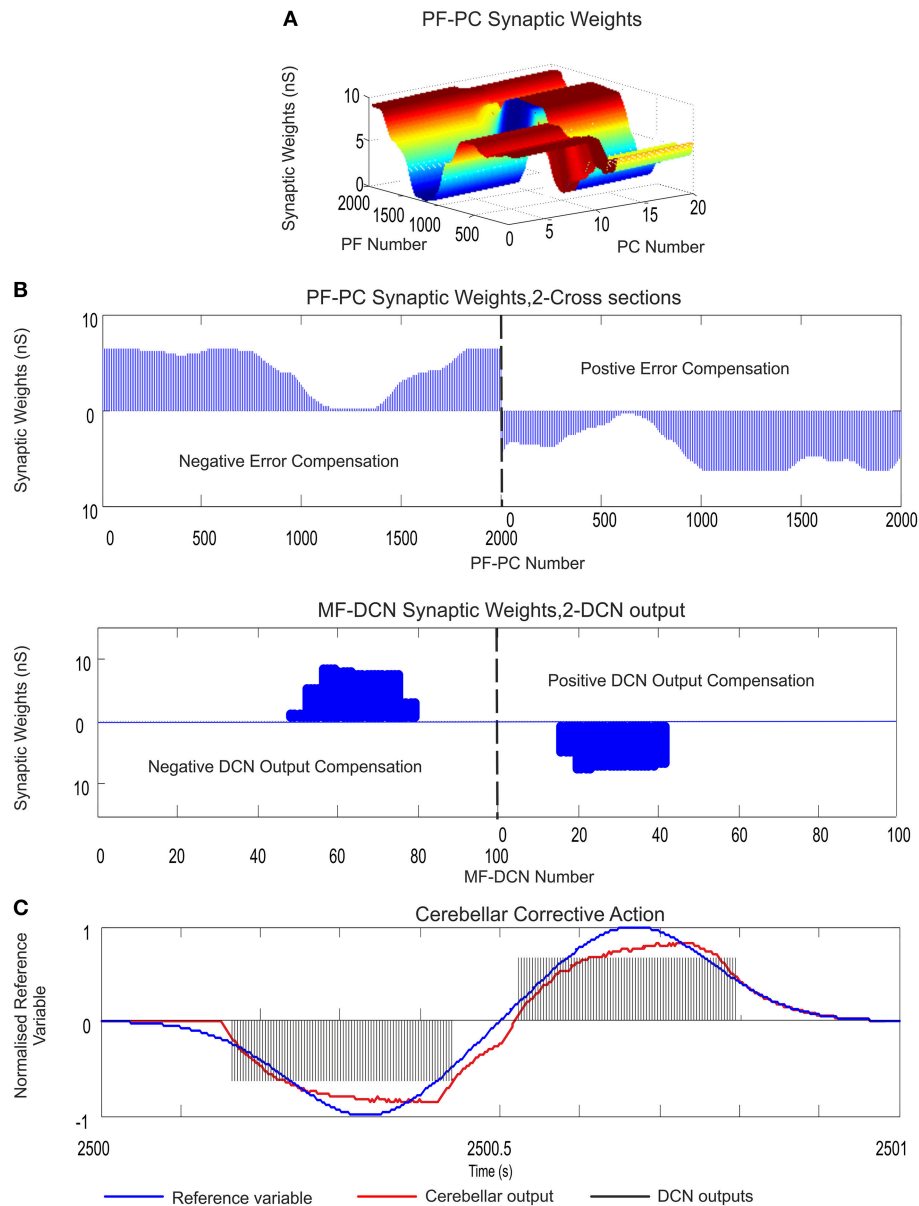 A
PF-PC Synaptic Weights
Synaptic Weights (nS)
10
5
0
2000
1500
1000
500
0
PF Number
5
10
15
20
PC Number
B
PF-PC Synaptic Weights,2-Cross sections
Synaptic Weights (nS)
10
0
10
Postive Error Compensation
Negative Error Compensation
0 500 1000 1500 2000
0 500 1000 1500 2000
PF-PC Number
MF-DCN Synaptic Weights,2-DCN output
Synaptic Weights (nS)
10
0
10
Positive DCN Output Compensation
Negative DCN Output Compensation
0 20 40 60 80 100
0 20 40 60 80 100
MF-DCN Number
C
Cerebellar Corrective Action
Normalised Reference
Variable
1
0
-1
2500 2500.5 2501
Time (s)
Reference variable Cerebellar output DCN outputs